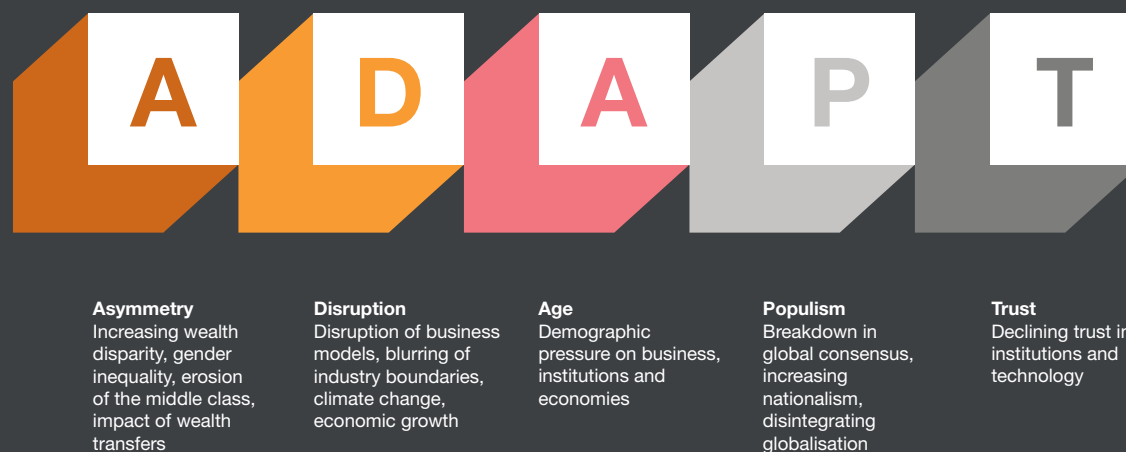 A D A P T
Asymmetry
Increasing wealth
disparity, gender
inequality, erosion
of the middle class,
impact of wealth
transfers
Disruption
Disruption of business
models, blurring of
industry boundaries,
climate change,
economic growth
Age
Demographic
pressure on business,
institutions and
economies
Populism
Breakdown in
global consensus,
increasing
nationalism,
disintegrating
globalisation
Trust
Declining trust in
institutions and
technology